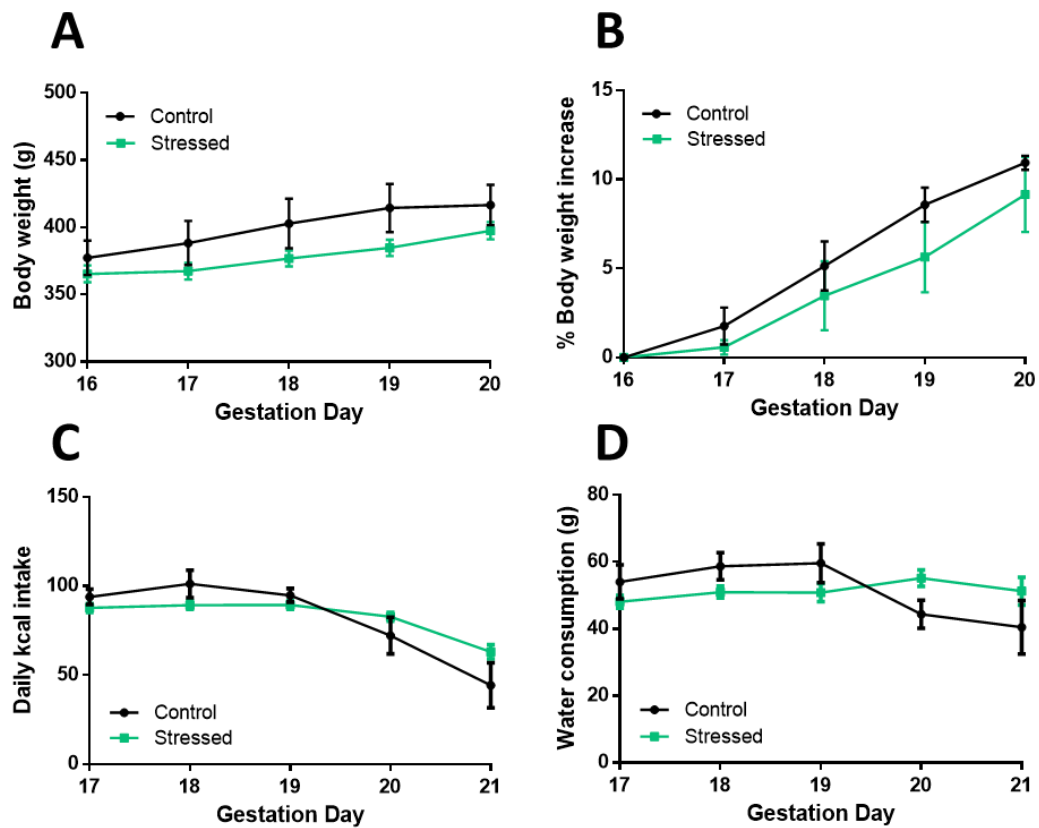 A
Body weight (g)
500
450
400
350
300
Control
Stressed
16 17 18 19 20
Gestation Day
B
% Body weight increase
15
10
5
0
Control
Stressed
16 17 18 19 20
Gestation Day
C
Daily kcal intake
150
100
50
0
Control
Stressed
17 18 19 20 21
Gestation Day
D
Water consumption (g)
80
60
40
20
0
Control
Stressed
17 18 19 20 21
Gestation Day